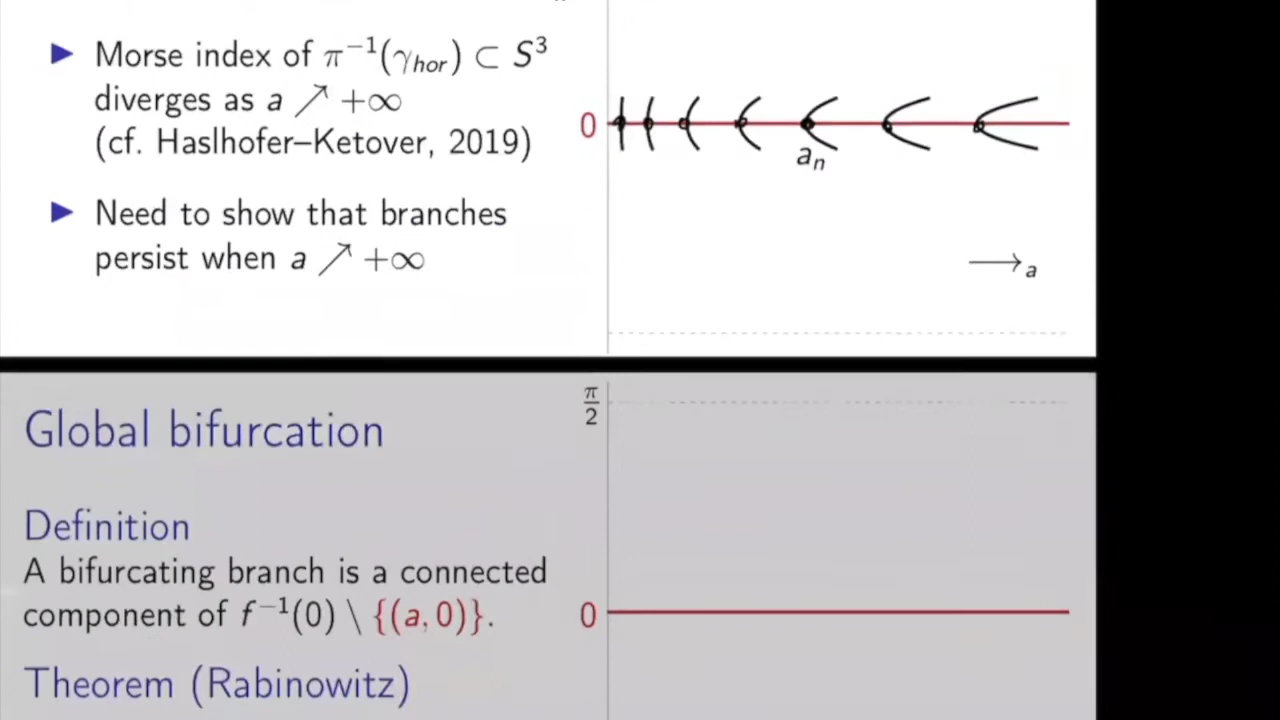 ▶ Morse index of π⁻¹(γ_hor) ⊂ S³
diverges as a ↗ +∞
(cf. Haslhofer–Ketover, 2019)
▶ Need to show that branches
persist when a ↗ +∞
0
aₙ
→a
Global bifurcation
Definition
A bifurcating branch is a connected
component of f⁻¹(0) \ {(a, 0)}.
Theorem (Rabinowitz)
π/2
0